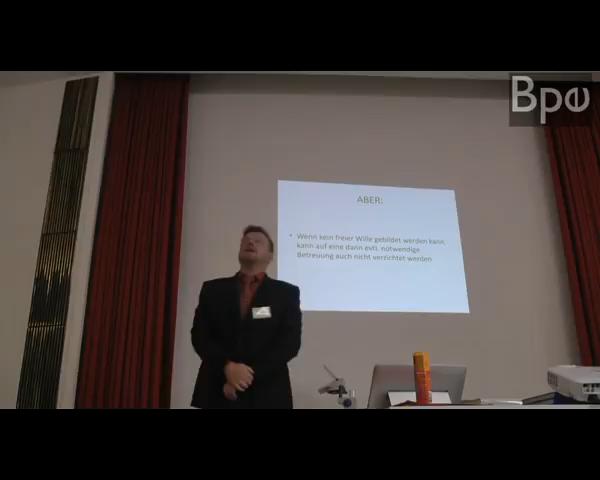 Bpe
ABER:
• Wenn kein freier Wille gebildet werden kann,
kann auf eine dann evtl. notwendige
Betreuung auch nicht verzichtet werden